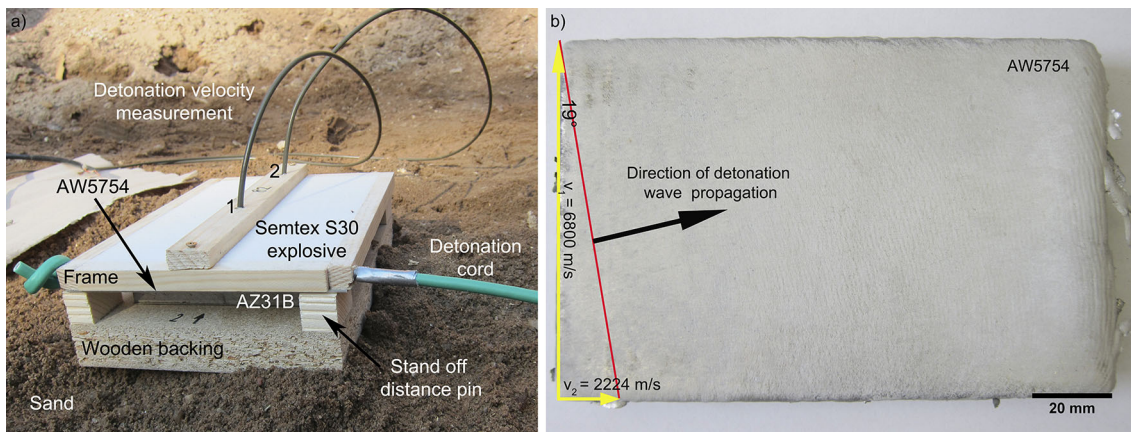 a)
Detonation velocity
measurement
AW5754
1
2
Semtex S30
explosive
Detonation
cord
Frame
AZ31B
2
Wooden backing
Stand off
distance pin
Sand
b)
AW5754
19°
Direction of detonation
wave propagation
v₁ = 6800 m/s
v₂ = 2224 m/s
20 mm